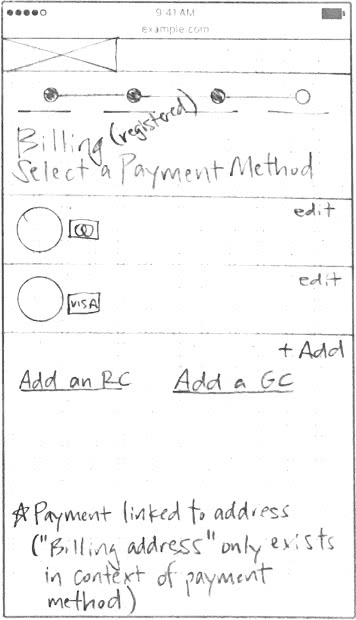 9:41 AM
example.com
Billing (registered)
Select a Payment Method
edit
edit
VISA
+ Add
Add an RC Add a GC
☆ Payment linked to address
("Billing address" only exists
in context of payment
method)